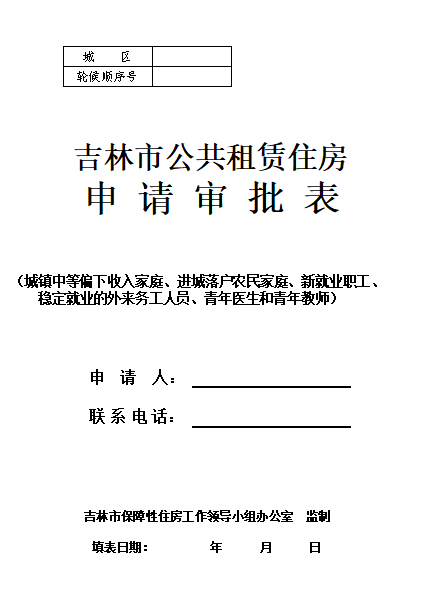 城 区
轮候顺序号
吉林市公共租赁住房
申 请 审 批 表
（城镇中等偏下收入家庭、进城落户农民家庭、新就业职工、
稳定就业的外来务工人员、青年医生和青年教师）
申 请 人：
联 系 电 话：
吉林市保障性住房工作领导小组办公室 监制
填表日期： 年 月 日